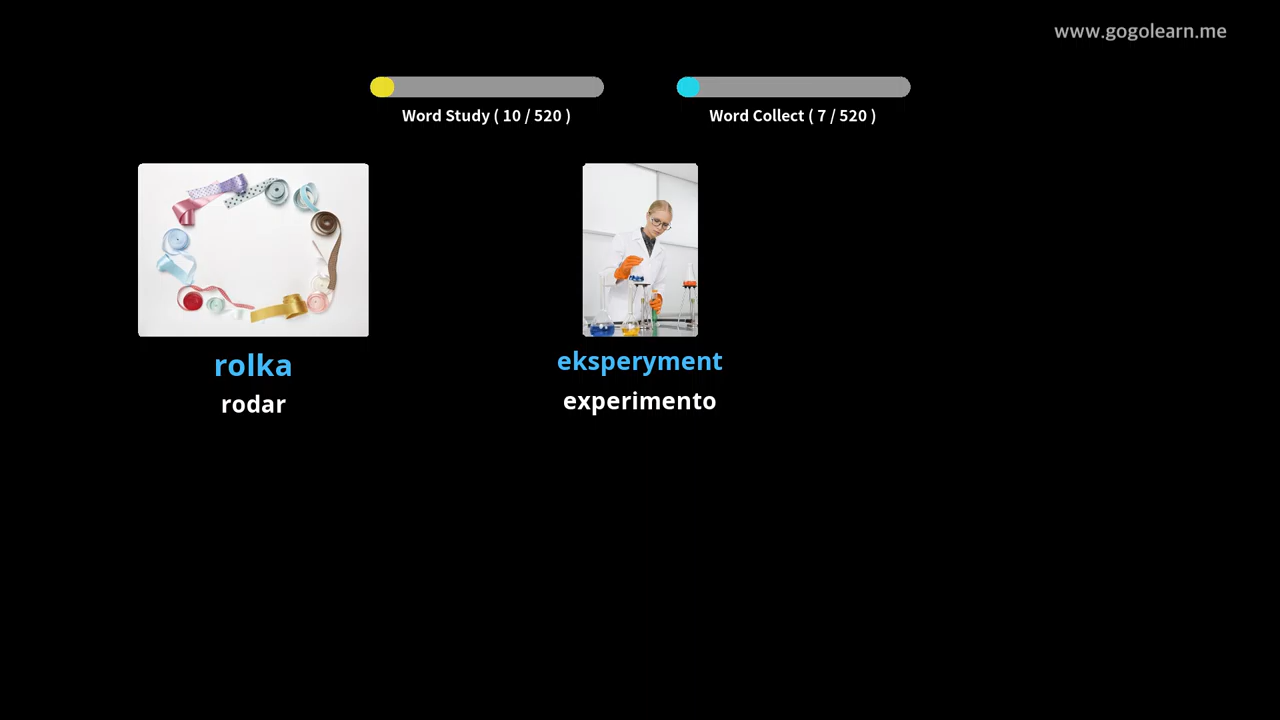 www.gogolearn.me
Word Study ( 10 / 520 )
Word Collect ( 7 / 520 )
rolka
rodar
eksperyment
experimento